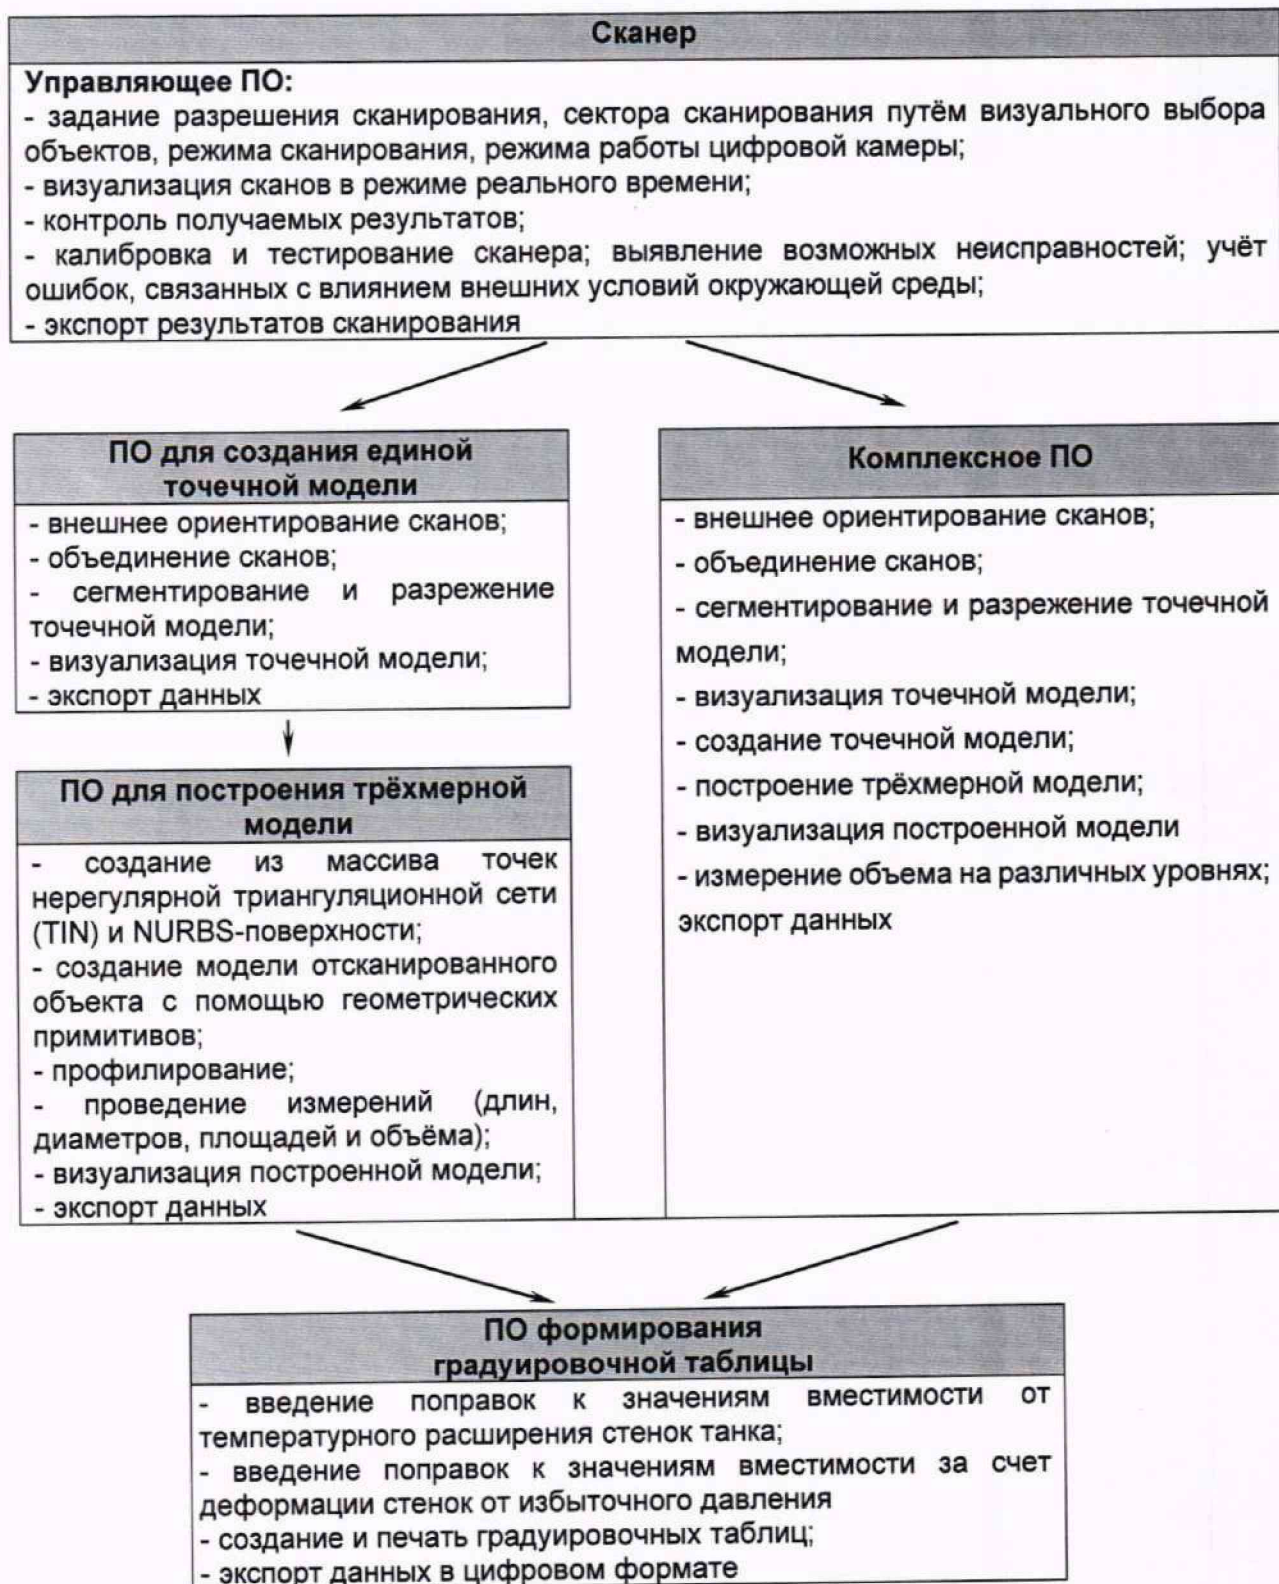 Сканер
Управляющее ПО:
- задание разрешения сканирования, сектора сканирования путём визуального выбора
объектов, режима сканирования, режима работы цифровой камеры;
- визуализация сканов в режиме реального времени;
- контроль получаемых результатов;
- калибровка и тестирование сканера; выявление возможных неисправностей; учёт
ошибок, связанных с влиянием внешних условий окружающей среды;
- экспорт результатов сканирования
ПО для создания единой
точечной модели
- внешнее ориентирование сканов;
- объединение сканов;
- сегментирование и разрежение
точечной модели;
- визуализация точечной модели;
- экспорт данных
ПО для построения трёхмерной
модели
- создание из массива точек
нерегулярной триангуляционной сети
(TIN) и NURBS-поверхности;
- создание модели отсканированного
объекта с помощью геометрических
примитивов;
- профилирование;
- проведение измерений (длин,
диаметров, площадей и объёма);
- визуализация построенной модели;
- экспорт данных
Комплексное ПО
- внешнее ориентирование сканов;
- объединение сканов;
- сегментирование и разрежение точечной
модели;
- визуализация точечной модели;
- создание точечной модели;
- построение трёхмерной модели;
- визуализация построенной модели
- измерение объема на различных уровнях;
экспорт данных
ПО формирования
градуировочной таблицы
- введение поправок к значениям вместимости от
температурного расширения стенок танка;
- введение поправок к значениям вместимости за счет
деформации стенок от избыточного давления
- создание и печать градуировочных таблиц;
- экспорт данных в цифровом формате